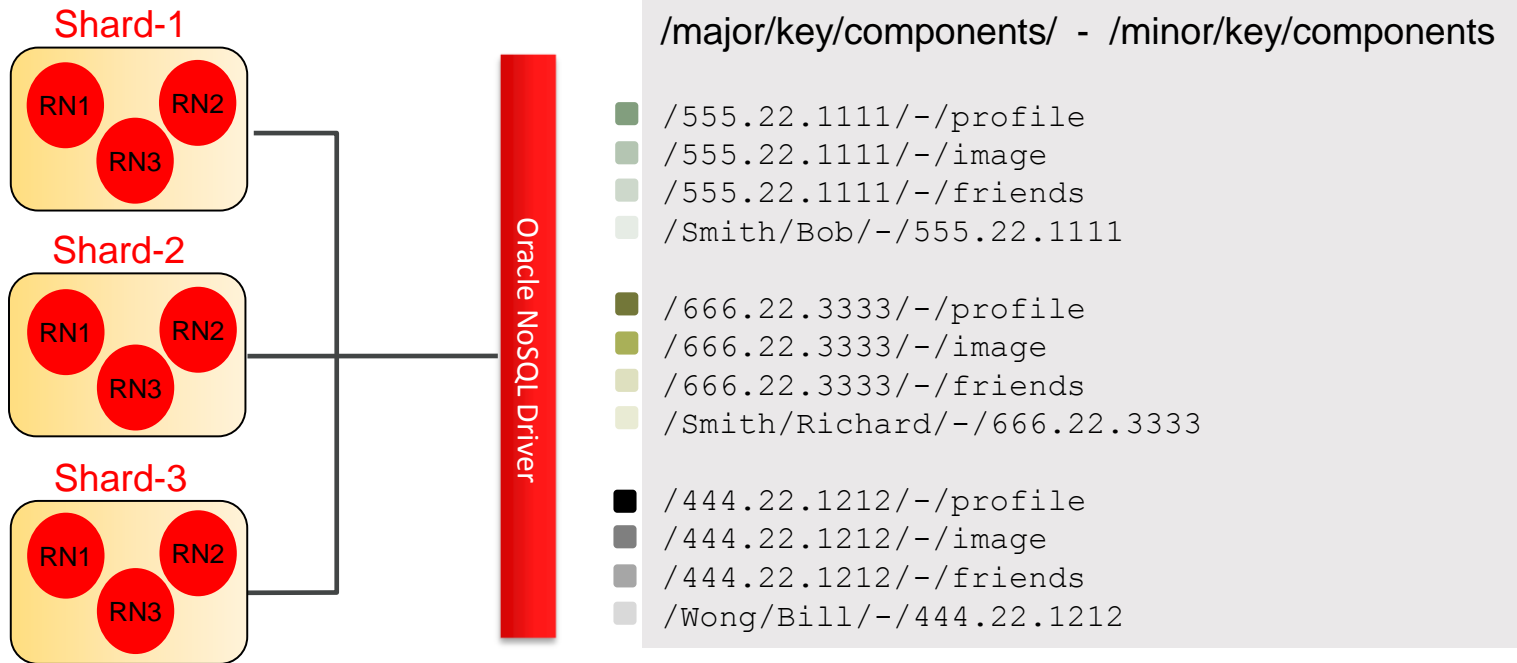 Shard-1
RN1
RN2
RN3
Shard-2
RN1
RN2
RN3
Shard-3
RN1
RN2
RN3
Oracle NoSQL Driver
/major/key/components/ - /minor/key/components
/555.22.1111/-/profile
/555.22.1111/-/image
/555.22.1111/-/friends
/Smith/Bob/-/555.22.1111
/666.22.3333/-/profile
/666.22.3333/-/image
/666.22.3333/-/friends
/Smith/Richard/-/666.22.3333
/444.22.1212/-/profile
/444.22.1212/-/image
/444.22.1212/-/friends
/Wong/Bill/-/444.22.1212